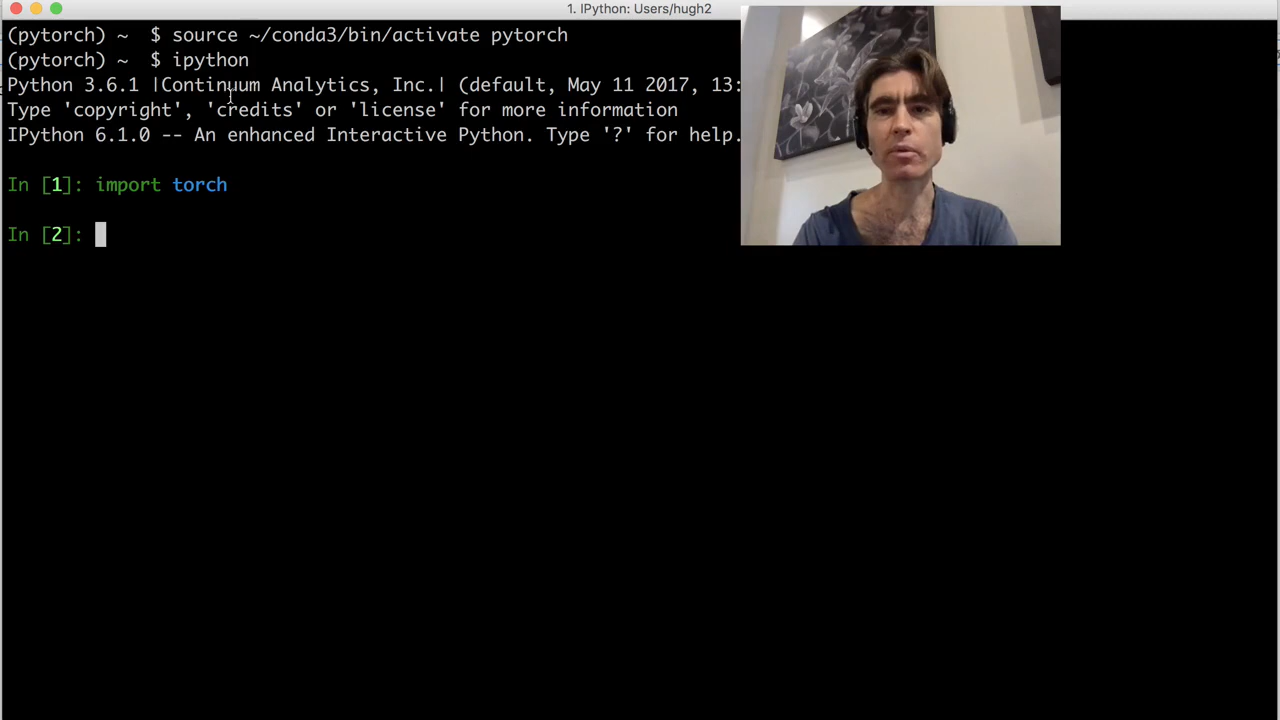 1. IPython: Users/hugh2
(pytorch) ~  $ source ~/conda3/bin/activate pytorch
(pytorch) ~  $ ipython
Python 3.6.1 |Continuum Analytics, Inc.| (default, May 11 2017, 13:
Type 'copyright', 'credits' or 'license' for more information
IPython 6.1.0 -- An enhanced Interactive Python. Type '?' for help.
In [1]: import torch
In [2]: